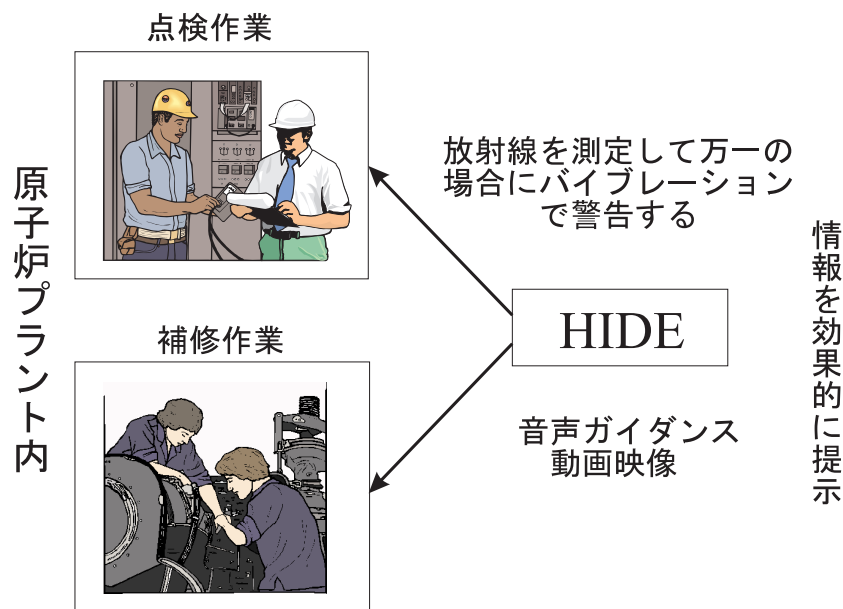 点検作業
原子炉プラント内
放射線を測定して万一の
場合にバイブレーション
で警告する
HIDE
情報を効果的に提示
補修作業
音声ガイダンス
動画映像